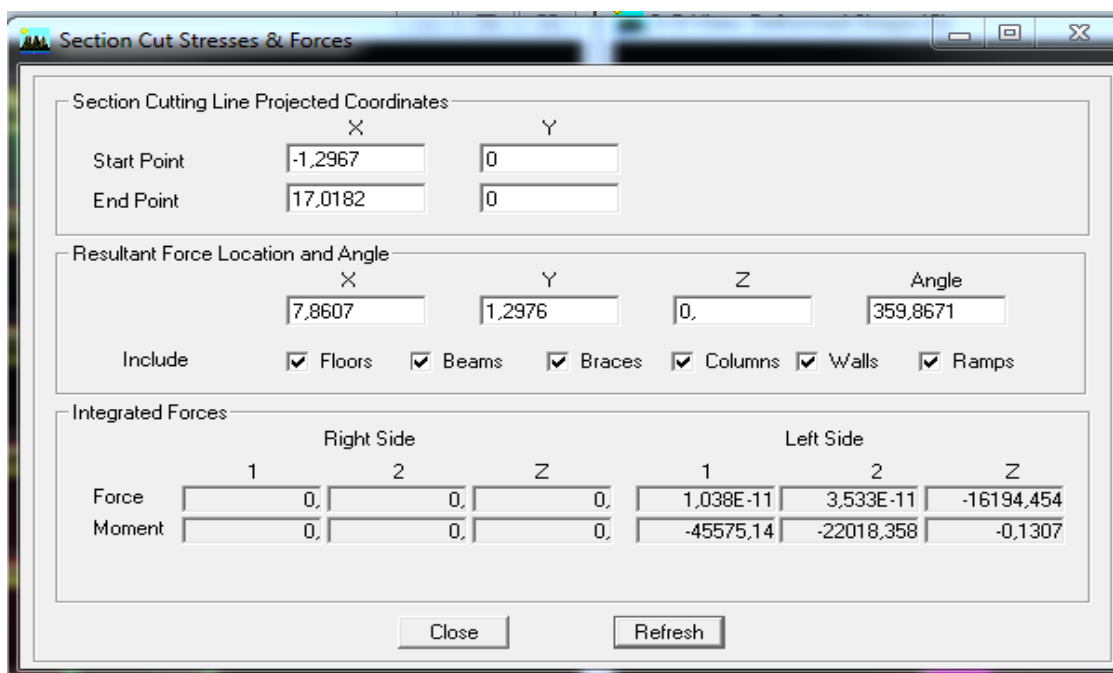 Section Cut Stresses & Forces
Section Cutting Line Projected Coordinates
X Y
Start Point -1,2967 0
End Point 17,0182 0
Resultant Force Location and Angle
X Y Z Angle
7,8607 1,2976 0, 359,8671
Include Floors Beams Braces Columns Walls Ramps
Integrated Forces
Right Side Left Side
1 2 Z 1 2 Z
Force 0, 0, 0, 1,038E-11 3,533E-11 -16194,454
Moment 0, 0, 0, -45575,14 -22018,358 -0,1307
Close Refresh